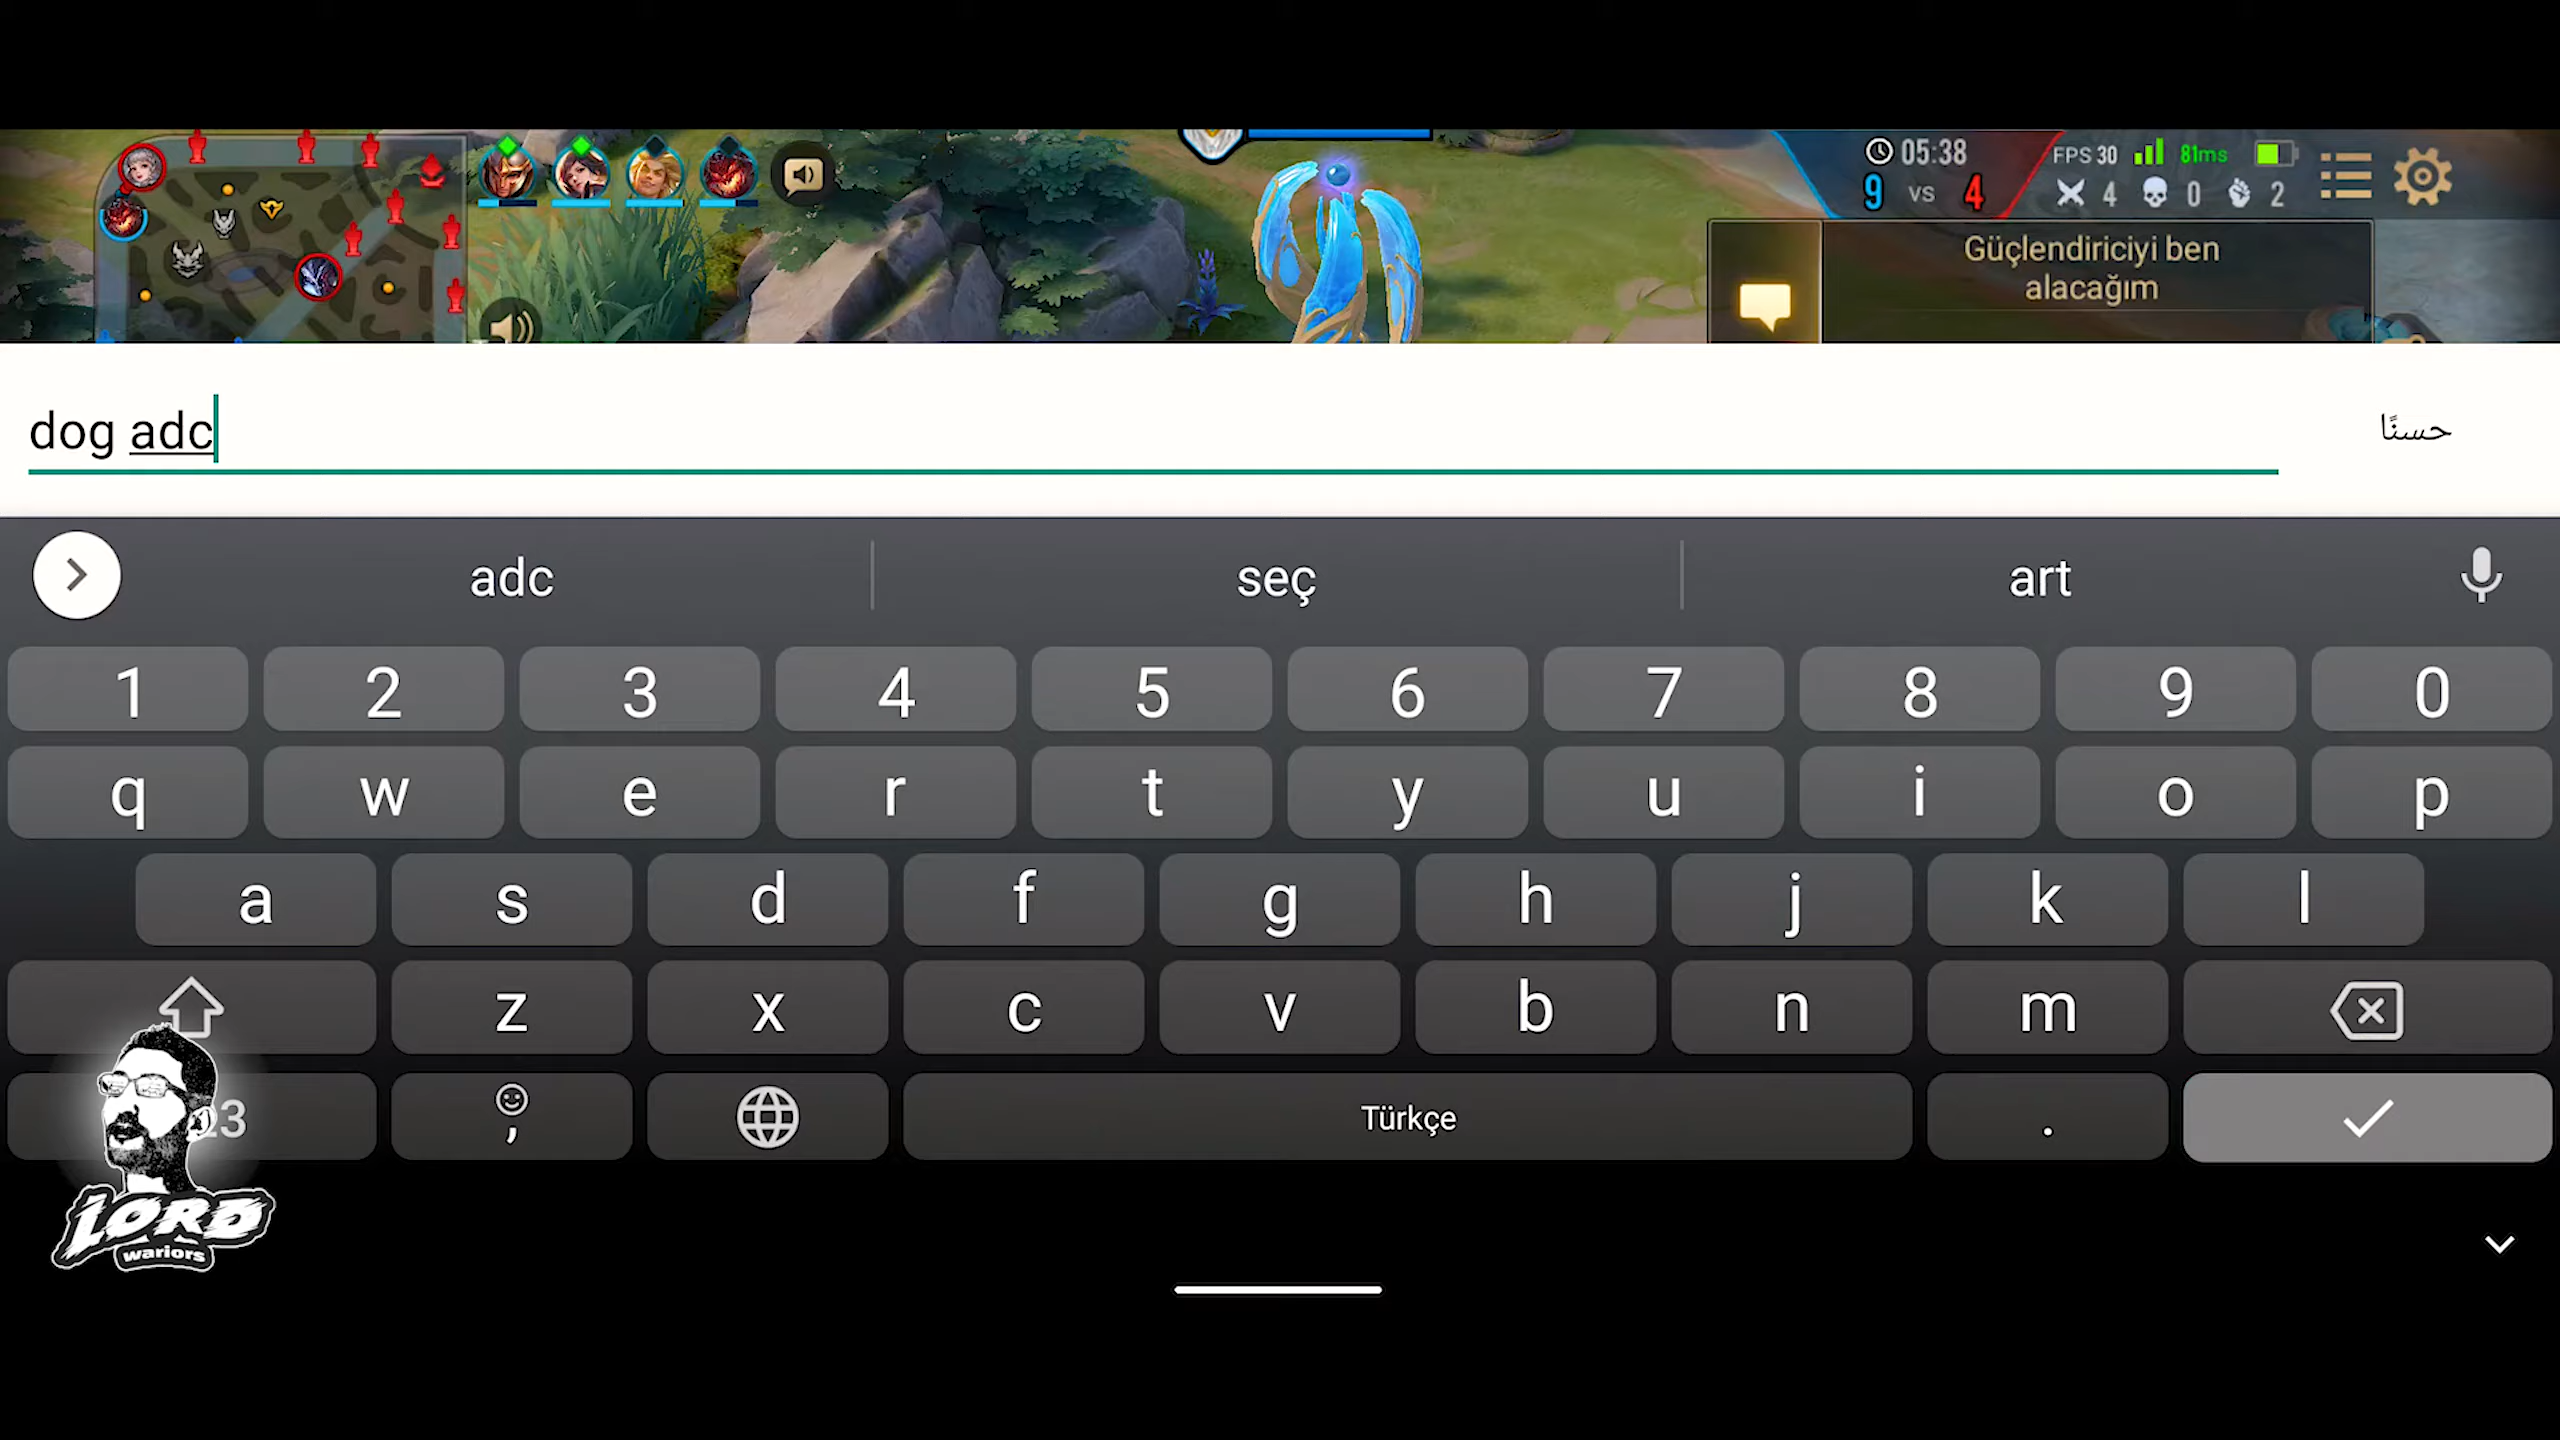 05:38
FPS 30 81ms
9 vs 4 4 0 2
Güçlendiriciyi ben
alacağım
dog adc
حسنًا
adc seç art
1 2 3 4 5 6 7 8 9 0
q w e r t y u i o p
a s d f g h j k l
z x c v b n m
23 , Türkçe .
LORD
wariors